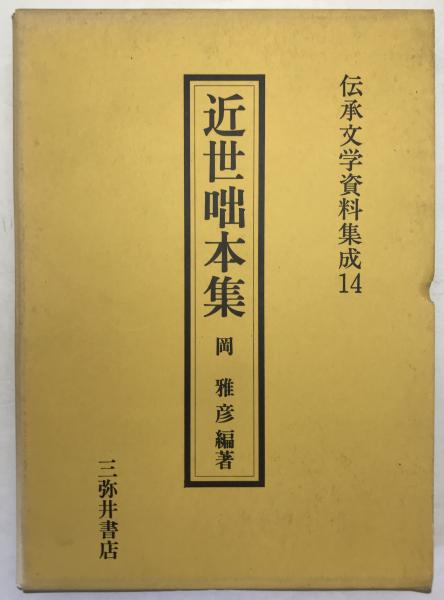 伝承文学資料集成14
近世咄本集
岡 雅彦編著
三弥井書店